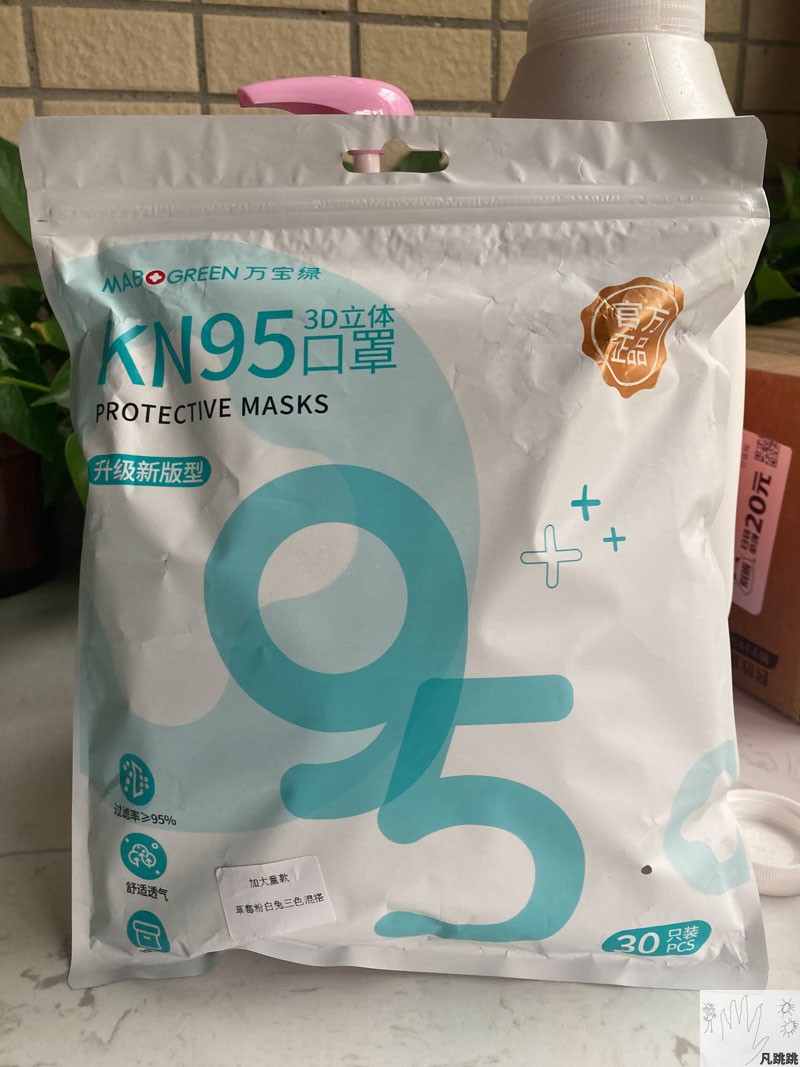 MABOGREEN 万宝绿
KN95 3D立体口罩
PROTECTIVE MASKS
官方正品
升级新版型
95
过滤率≥95%
舒适透气
加大童款
草莓粉白兔三色混搭
30只装
PCS
20元
凡跳跳